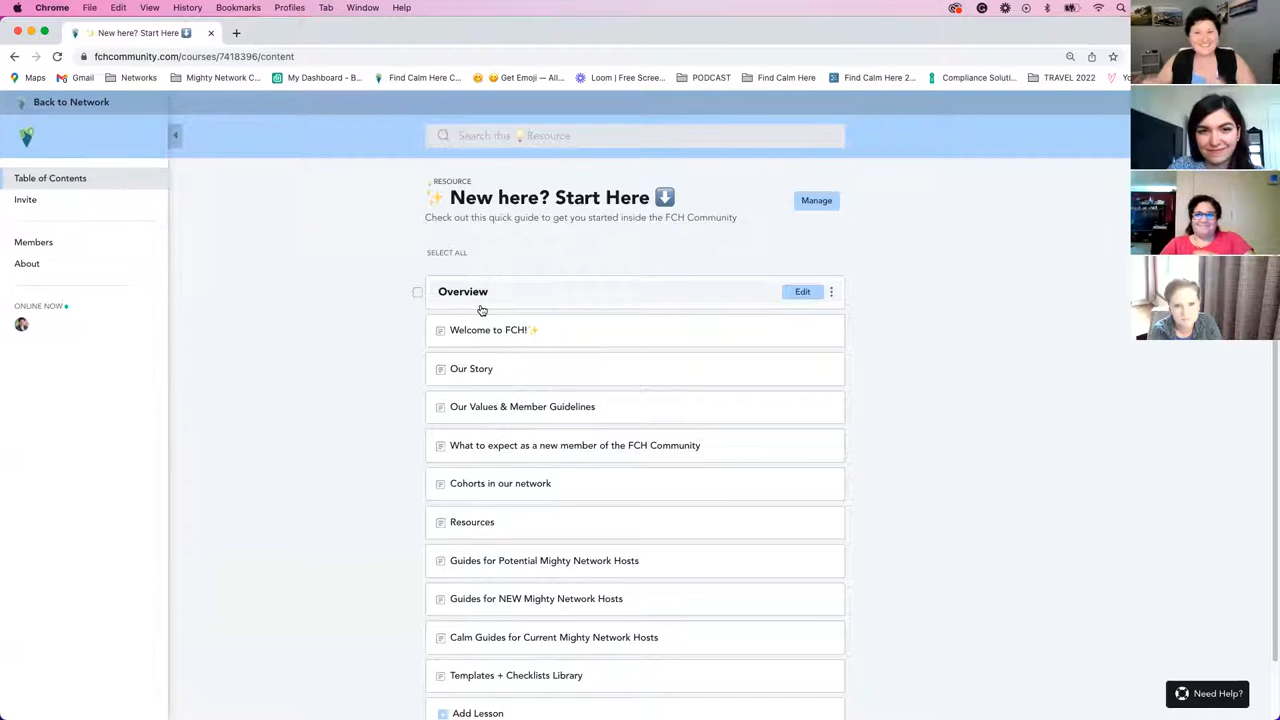 Chrome File Edit View History Bookmarks Profiles Tab Window Help
✨ New here? Start Here ⬇️
fchcommunity.com/courses/7418396/content
Maps Gmail Networks Mighty Network C... My Dashboard - B... Find Calm Here ... Get Emoji — All... Loom | Free Scree... PODCAST Find Calm Here Find Calm Here 2... Compliance Soluti... TRAVEL 2022
Back to Network
Search this 💡Resource
Table of Contents
Invite
Members
About
ONLINE NOW
RESOURCE
✨ New here? Start Here ⬇️
Manage
out this quick guide to get you started inside the FCH Community
SELECT ALL
Overview
Edit
Welcome to FCH!✨
Our Story
Our Values & Member Guidelines
What to expect as a new member of the FCH Community
Cohorts in our network
Resources
Guides for Potential Mighty Network Hosts
Guides for NEW Mighty Network Hosts
Calm Guides for Current Mighty Network Hosts
Templates + Checklists Library
Add Lesson
Need Help?